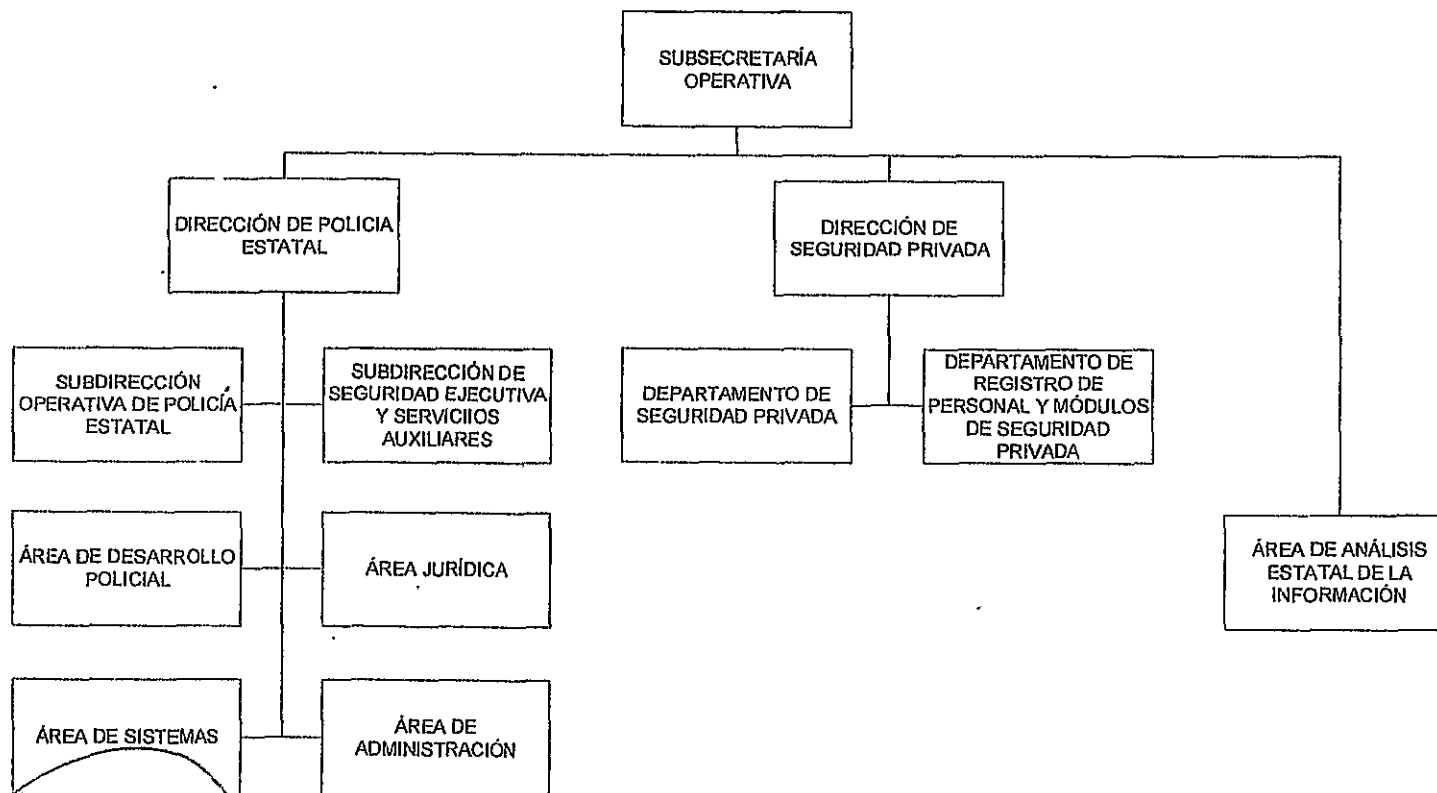 SUBSECRETARÍA
OPERATIVA
DIRECCIÓN DE POLICIA
ESTATAL
DIRECCIÓN DE
SEGURIDAD PRIVADA
SUBDIRECCIÓN
OPERATIVA DE POLICÍA
ESTATAL
SUBDIRECCIÓN DE
SEGURIDAD EJECUTIVA
Y SERVICIIOS
AUXILIARES
DEPARTAMENTO DE
SEGURIDAD PRIVADA
DEPARTAMENTO DE
REGISTRO DE
PERSONAL Y MÓDULOS
DE SEGURIDAD
PRIVADA
ÁREA DE DESARROLLO
POLICIAL
ÁREA JURÍDICA
ÁREA DE ANÁLISIS
ESTATAL DE LA
INFORMACIÓN
ÁREA DE SISTEMAS
ÁREA DE
ADMINISTRACIÓN